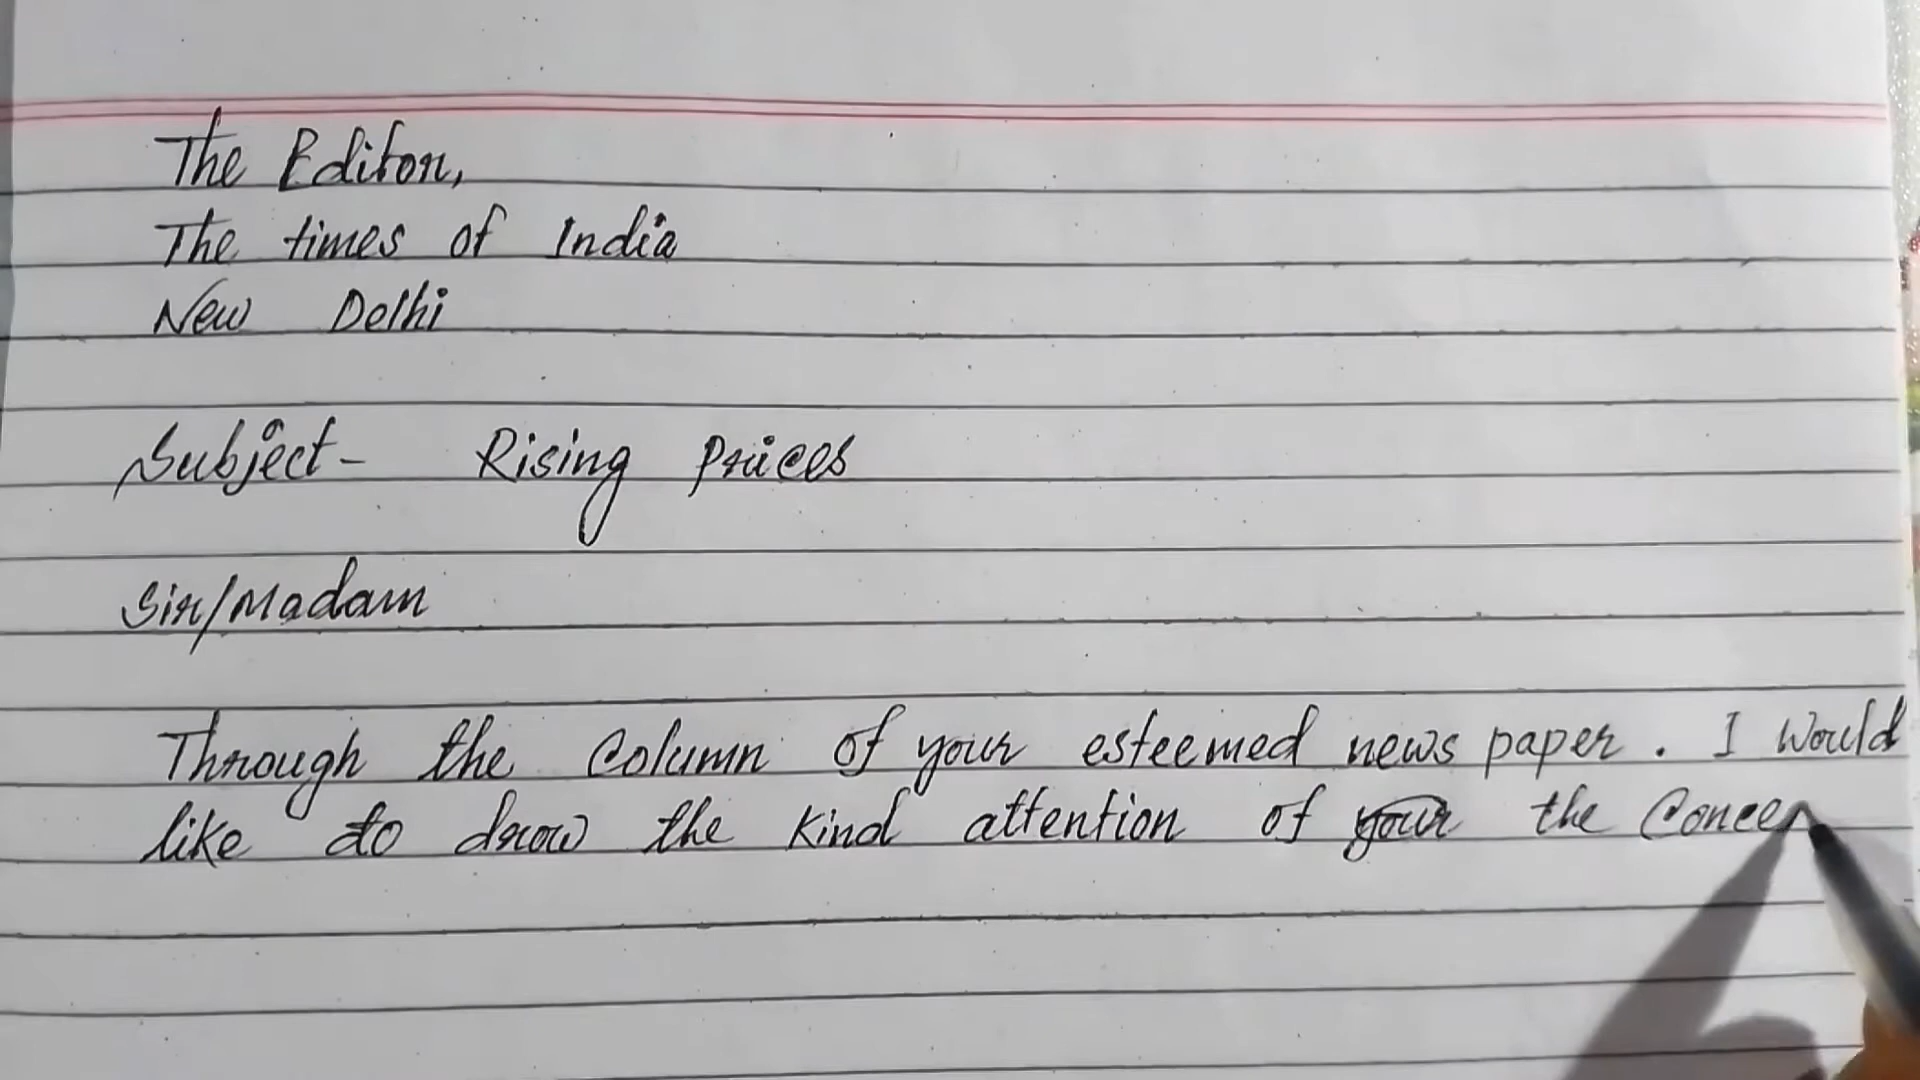 The Editor,
The times of India
New Delhi
Subject- Rising Prices
Sir/Madam
Through the Column of your esteemed news paper. I would
like to draw the kind attention of your the Concer